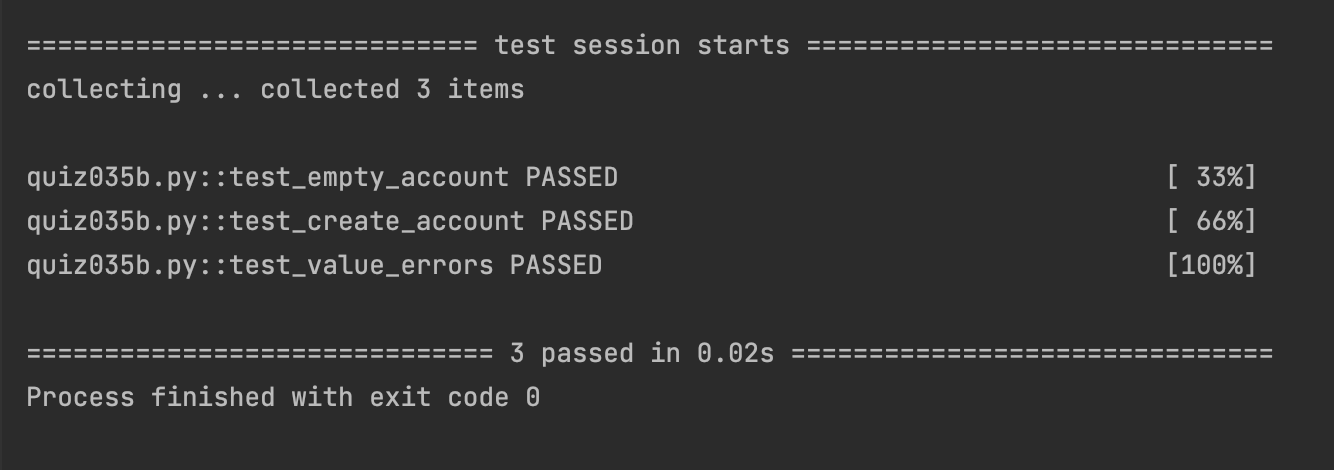 ============================= test session starts ==============================
collecting ... collected 3 items
quiz035b.py::test_empty_account PASSED [ 33%]
quiz035b.py::test_create_account PASSED [ 66%]
quiz035b.py::test_value_errors PASSED [100%]
============================== 3 passed in 0.02s ===============================
Process finished with exit code 0